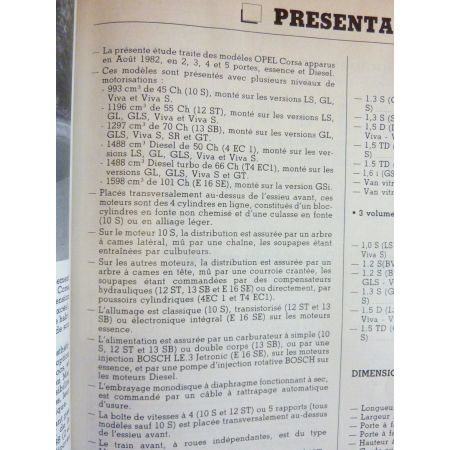 PRESENTA
— La présente étude traite des modèles OPEL Corsa apparus
en Août 1982, en 2, 3, 4 et 5 portes, essence et Diesel.
— Ces modèles sont présentés avec plusieurs niveaux de
motorisations :
- 993 cm³ de 45 Ch (10 S), monté sur les versions LS, GL,
Viva et Viva S.
- 1196 cm³ de 55 Ch (12 ST), monté sur les versions LS,
GL, GLS, Viva et Viva S.
- 1297 cm³ de 70 Ch (13 SB), monté sur les versions GL,
GLS, Viva S, SR et GT.
- 1488 cm³ Diesel de 50 Ch (4 EC 1), monté sur les ver-
sions LS, GL, GLS, Viva et Viva S.
- 1488 cm³ Diesel turbo de 66 Ch (T4 EC1), monté sur les
versions GL, GLS, Viva S et GT.
- 1598 cm³ de 101 Ch (E 16 SE), monté sur la version GSi.
— Placés transversalement au-dessus de l'essieu avant, ces
moteurs sont des 4 cylindres en ligne, constitués d'un bloc-
cylindres en fonte non chemisé et d'une culasse en fonte
(10 S) ou en alliage léger.
— Sur le moteur 10 S, la distribution est assurée par un arbre
à cames latéral, mû par une chaîne, les soupapes étant
entraînées par culbuteurs.
— Sur les autres moteurs, la distribution est assurée par un
arbre à cames en tête, mû par une courroie crantée, les
soupapes étant commandées par des compensateurs
hydrauliques (12 ST, 13 SB et E 16 SE) ou directement, par
poussoirs cylindriques (4EC 1 et T4 EC1).
— L'allumage est classique (10 S), transistorisé (12 ST et 13
SB) ou électronique intégral (E 16 SE) sur les moteurs
essence.
— L'alimentation est assurée par un carburateur à simple (10
S, 12 ST et 13 SB) ou double corps (13 SB), ou par une
injection BOSCH LE.3 Jetronic (E 16 SE), sur les moteurs
essence, et par une pompe d'injection rotative BOSCH sur
les moteurs Diesel.
— L'embrayage monodisque à diaphragme fonctionnant à sec,
est commandé par un câble à rattrapage automatique
d'usure.
— La boîte de vitesses à 4 (10 S et 12 ST) ou 5 rapports (tous
modèles sauf 10 S) est placée transversalement au-dessus
de l'essieu avant.
— Le train avant, à roues indépendantes, est du type
— 1.3 S (
S)
— 1.3 S (
— 1.5 D (
Viva S)
— 1.5 TD
S)
— 1.5 TD
— 1,6 i (GS
— Van vitr
— Van vitr
• 3 volume
— 1,0 S (LS
Viva S)
— 1.2 S(BV
— 1.2 S (B
GLS - V
— 1.3 S (G
S)
— 1.5 D (L
- Viva
— 1.5 TD (
S)
DIMENSIO
— Longueu
— Largeur
— Porte à f
— Porte à
— Hauteur